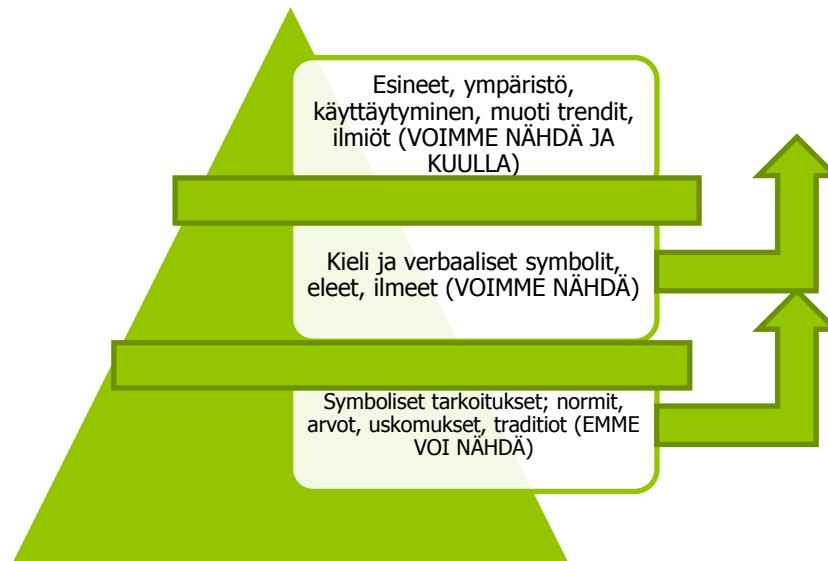 Esineet, ympäristö,
käyttäytyminen, muoti trendit,
ilmiöt (VOIMME NÄHDÄ JA
KUULLA)
Kieli ja verbaaliset symbolit,
eleet, ilmeet (VOIMME NÄHDÄ)
Symboliset tarkoitukset; normit,
arvot, uskomukset, traditiot (EMME
VOI NÄHDÄ)